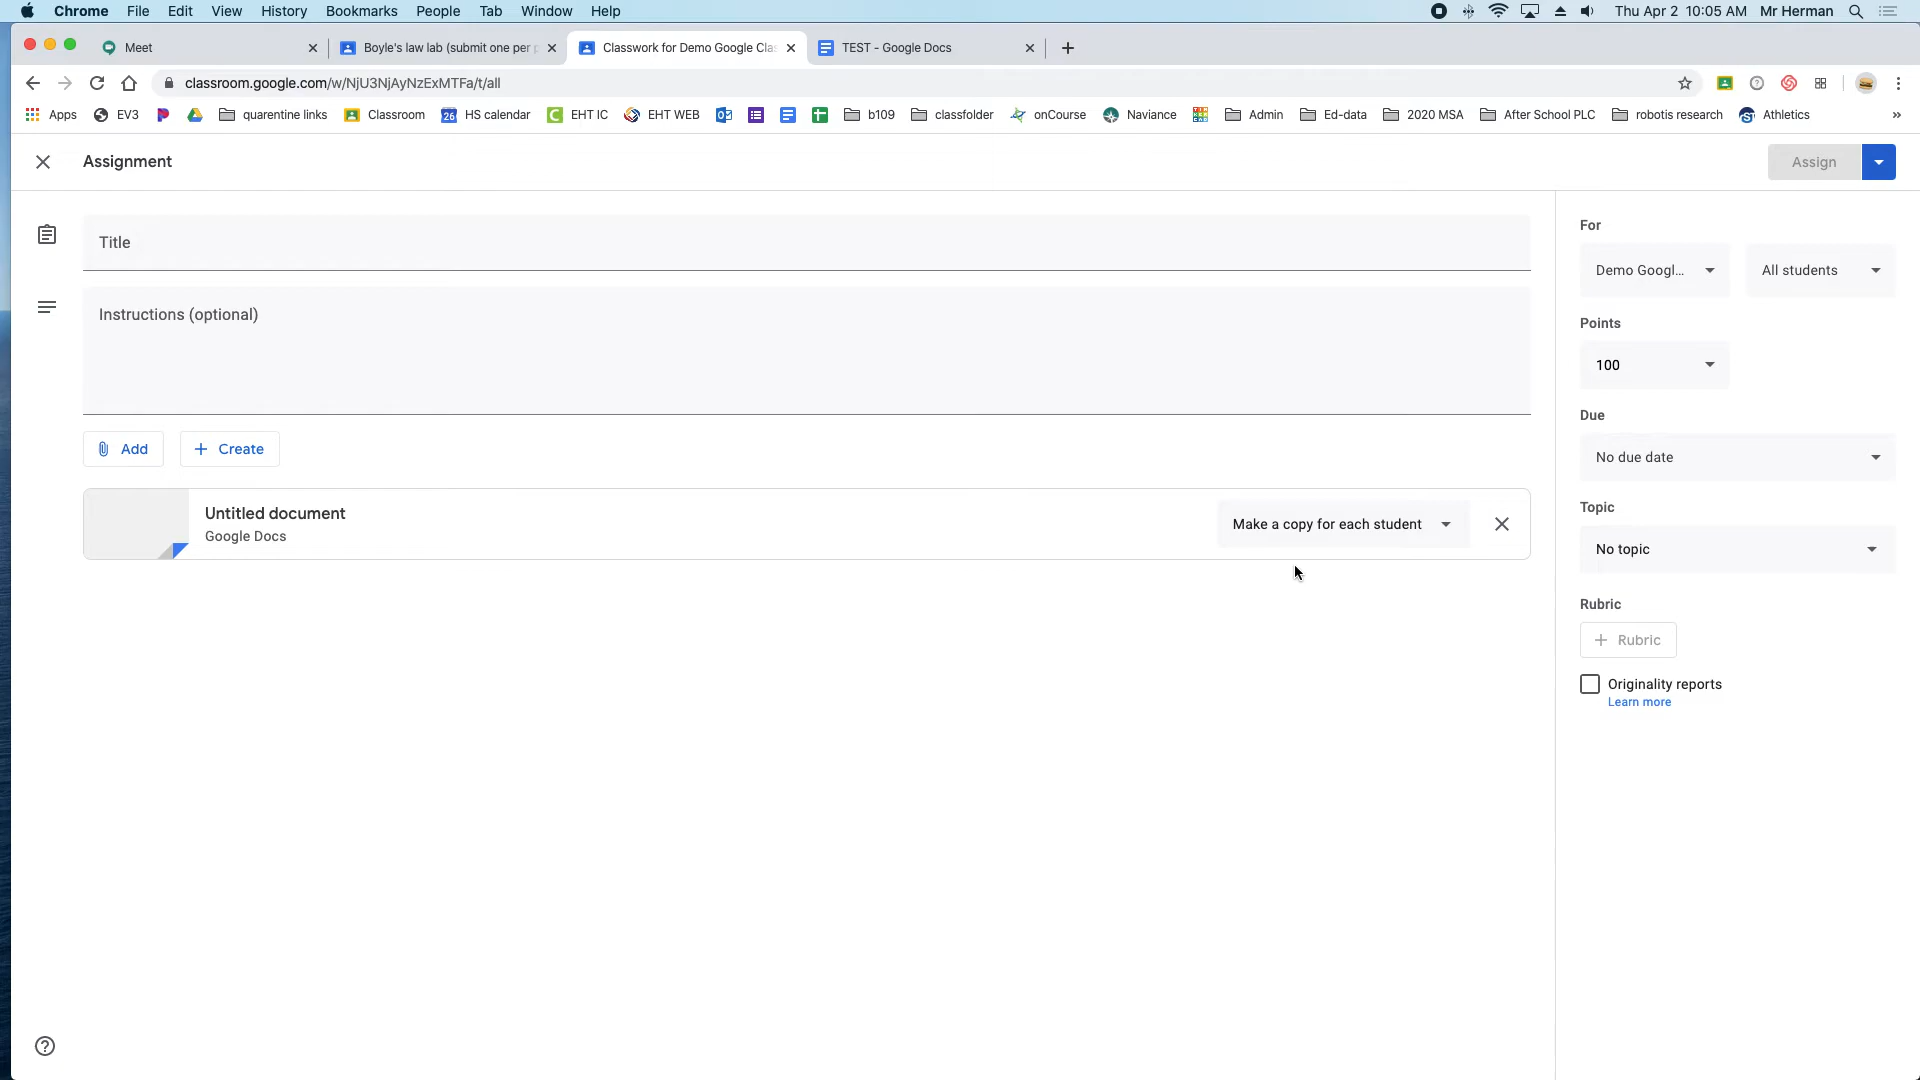 Chrome File Edit View History Bookmarks People Tab Window Help Thu Apr 2 10:05 AM Mr Herman
Meet Boyle's law lab (submit one per p Classwork for Demo Google Clas TEST - Google Docs
classroom.google.com/w/NjU3NjAyNzExMTFa/t/all
Apps EV3 quarentine links Classroom 26 HS calendar EHT IC EHT WEB b109 classfolder onCourse Naviance Admin Ed-data 2020 MSA After School PLC robotis research Athletics »
Assignment Assign
Title
Instructions (optional)
Add Create
Untitled document
Google Docs
Make a copy for each student
For
Demo Googl... All students
Points
100
Due
No due date
Topic
No topic
Rubric
Rubric
Originality reports
Learn more